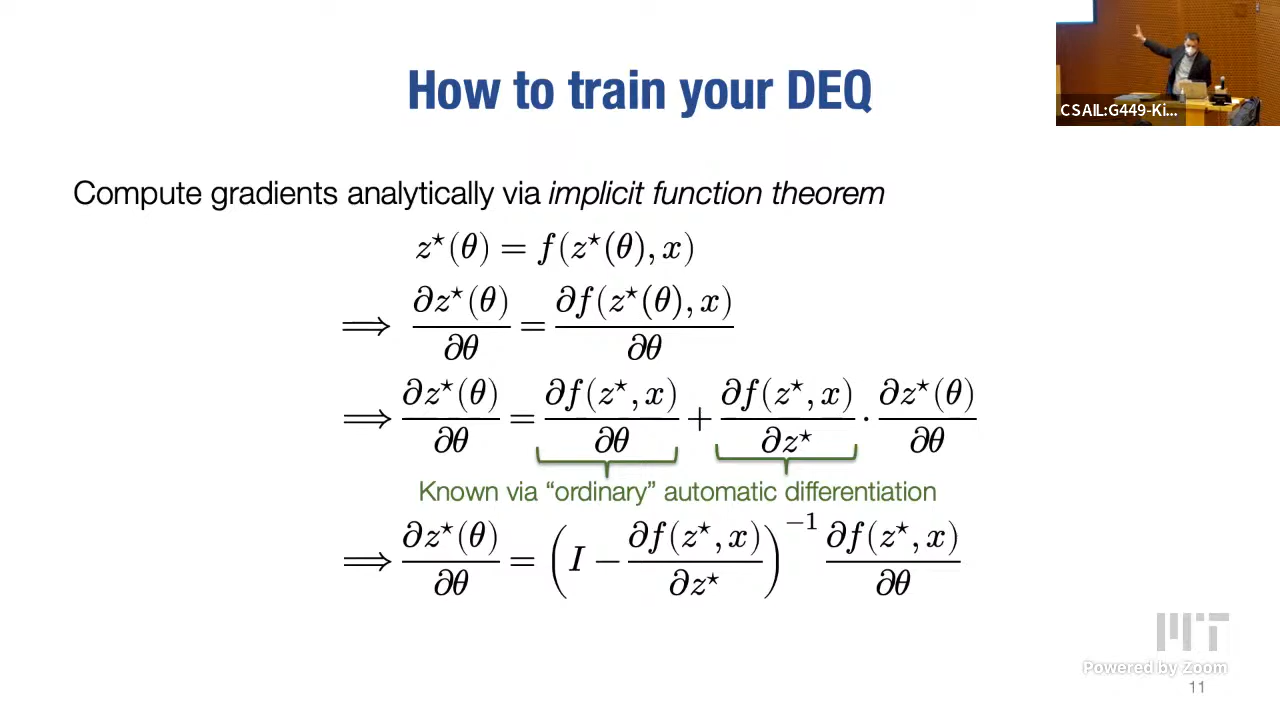 How to train your DEQ
CSAIL:G449-Ki...
Compute gradients analytically via implicit function theorem
z⋆(θ) = f(z⋆(θ), x)
⟹ ∂z⋆(θ)/∂θ = ∂f(z⋆(θ), x)/∂θ
⟹ ∂z⋆(θ)/∂θ = ∂f(z⋆, x)/∂θ + ∂f(z⋆, x)/∂z⋆ · ∂z⋆(θ)/∂θ
Known via “ordinary” automatic differentiation
⟹ ∂z⋆(θ)/∂θ = (I − ∂f(z⋆, x)/∂z⋆)⁻¹ ∂f(z⋆, x)/∂θ
MIT
Powered by Zoom
11